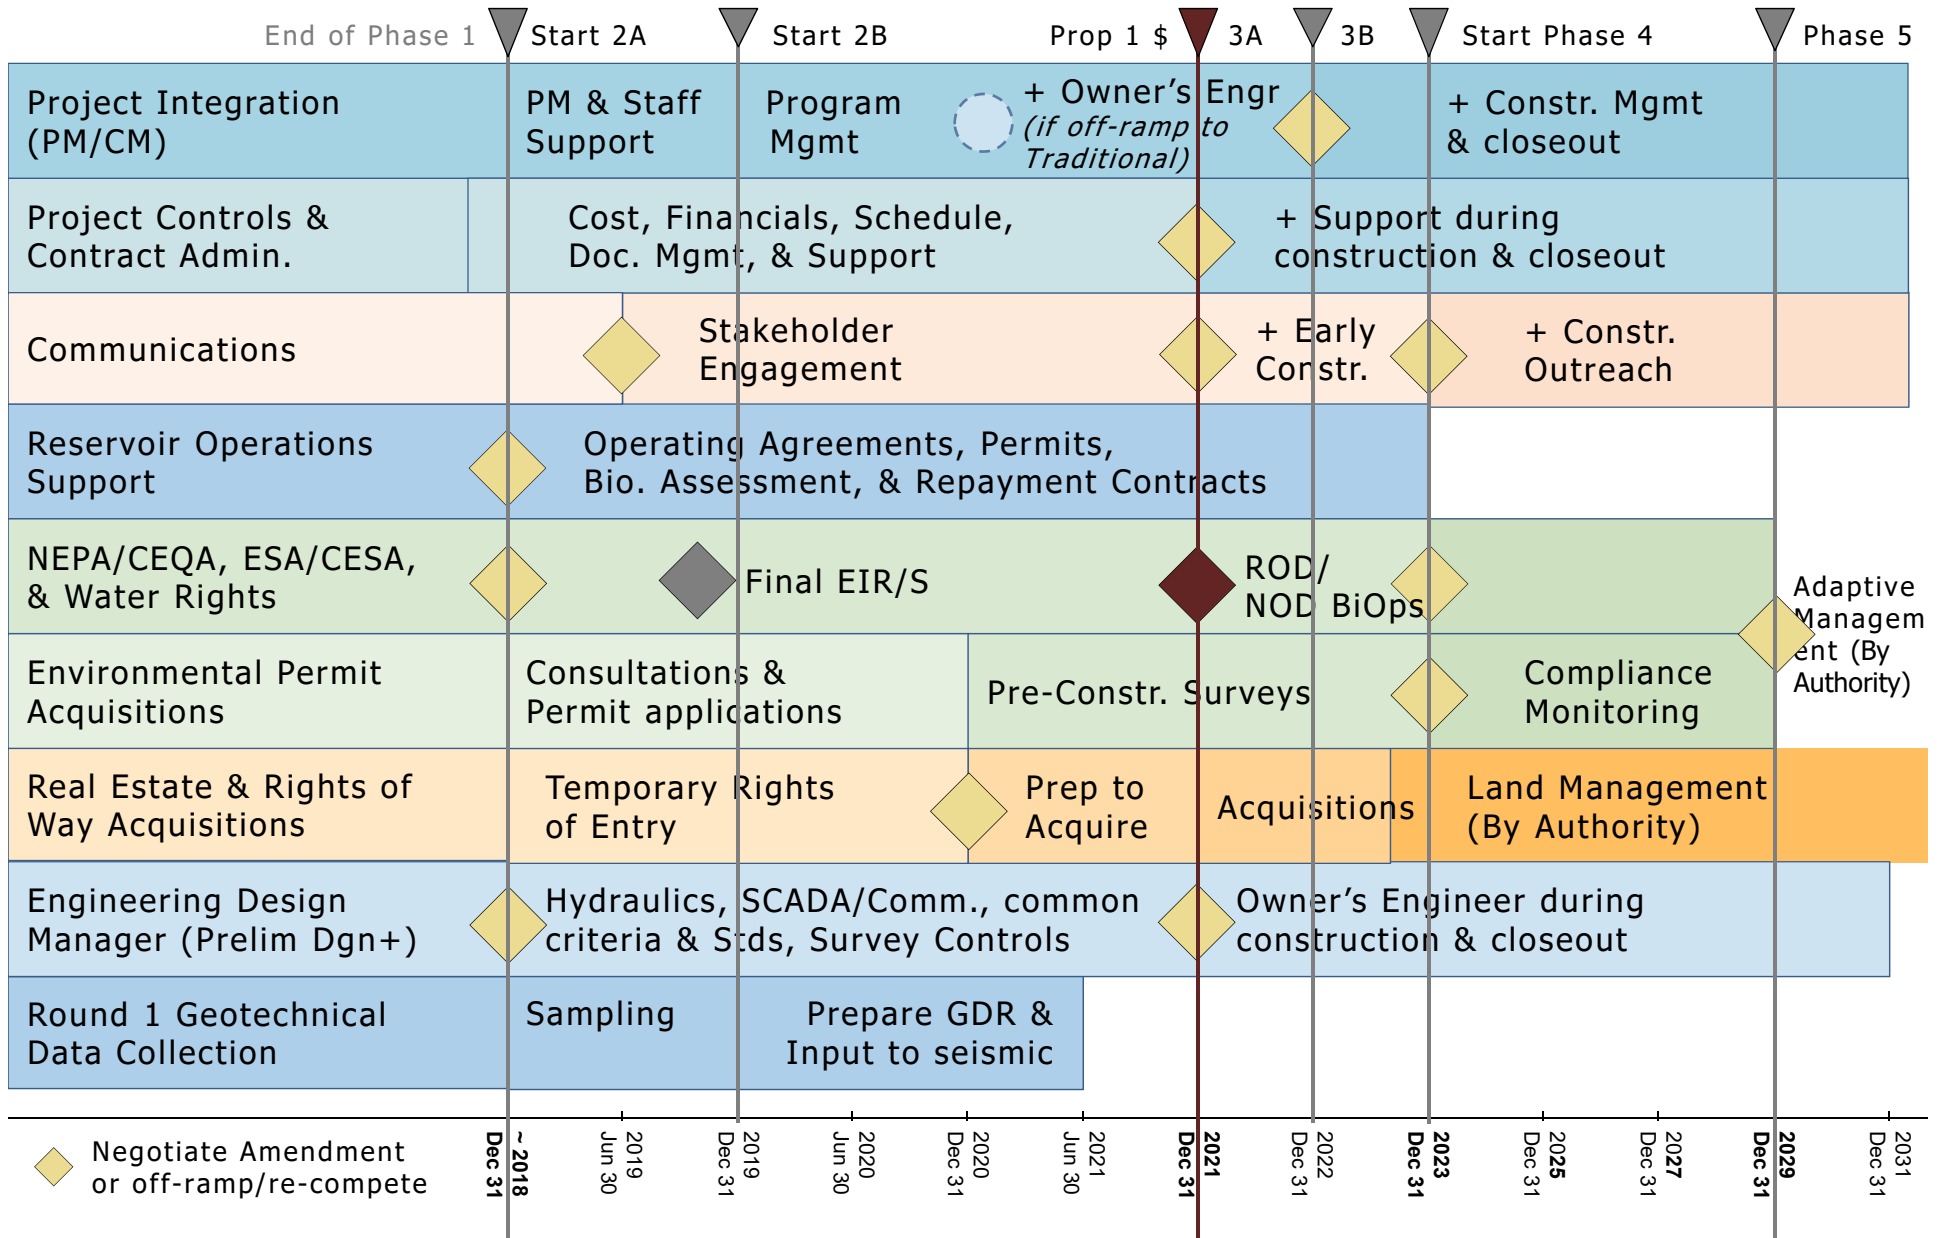 End of Phase 1
Start 2A
Start 2B
Prop 1 $
3A
3B
Start Phase 4
Phase 5
Project Integration
(PM/CM)
PM & Staff
Support
Program
Mgmt
+ Owner's Engr
(if off-ramp to
Traditional)
+ Constr. Mgmt
& closeout
Project Controls &
Contract Admin.
Cost, Financials, Schedule,
Doc. Mgmt, & Support
+ Support during
construction & closeout
Communications
Stakeholder
Engagement
+ Early
Constr.
+ Constr.
Outreach
Reservoir Operations
Support
Operating Agreements, Permits,
Bio. Assessment, & Repayment Contracts
NEPA/CEQA, ESA/CESA,
& Water Rights
Final EIR/S
ROD/
NOD BiOps
Adaptive
Managem
ent (By
Authority)
Environmental Permit
Acquisitions
Consultations &
Permit applications
Pre-Constr. Surveys
Compliance
Monitoring
Real Estate & Rights of
Way Acquisitions
Temporary Rights
of Entry
Prep to
Acquire
Acquisitions
Land Management
(By Authority)
Engineering Design
Manager (Prelim Dgn+)
Hydraulics, SCADA/Comm., common
criteria & Stds, Survey Controls
Owner's Engineer during
construction & closeout
Round 1 Geotechnical
Data Collection
Sampling
Prepare GDR &
Input to seismic
Negotiate Amendment
or off-ramp/re-compete
~ 2018
Dec 31
2019
Jun 30
2019
Dec 31
2020
Jun 30
2020
Dec 31
2021
Jun 30
2021
Dec 31
2022
Dec 31
2023
Dec 31
2025
Dec 31
2027
Dec 31
2029
Dec 31
2031
Dec 31